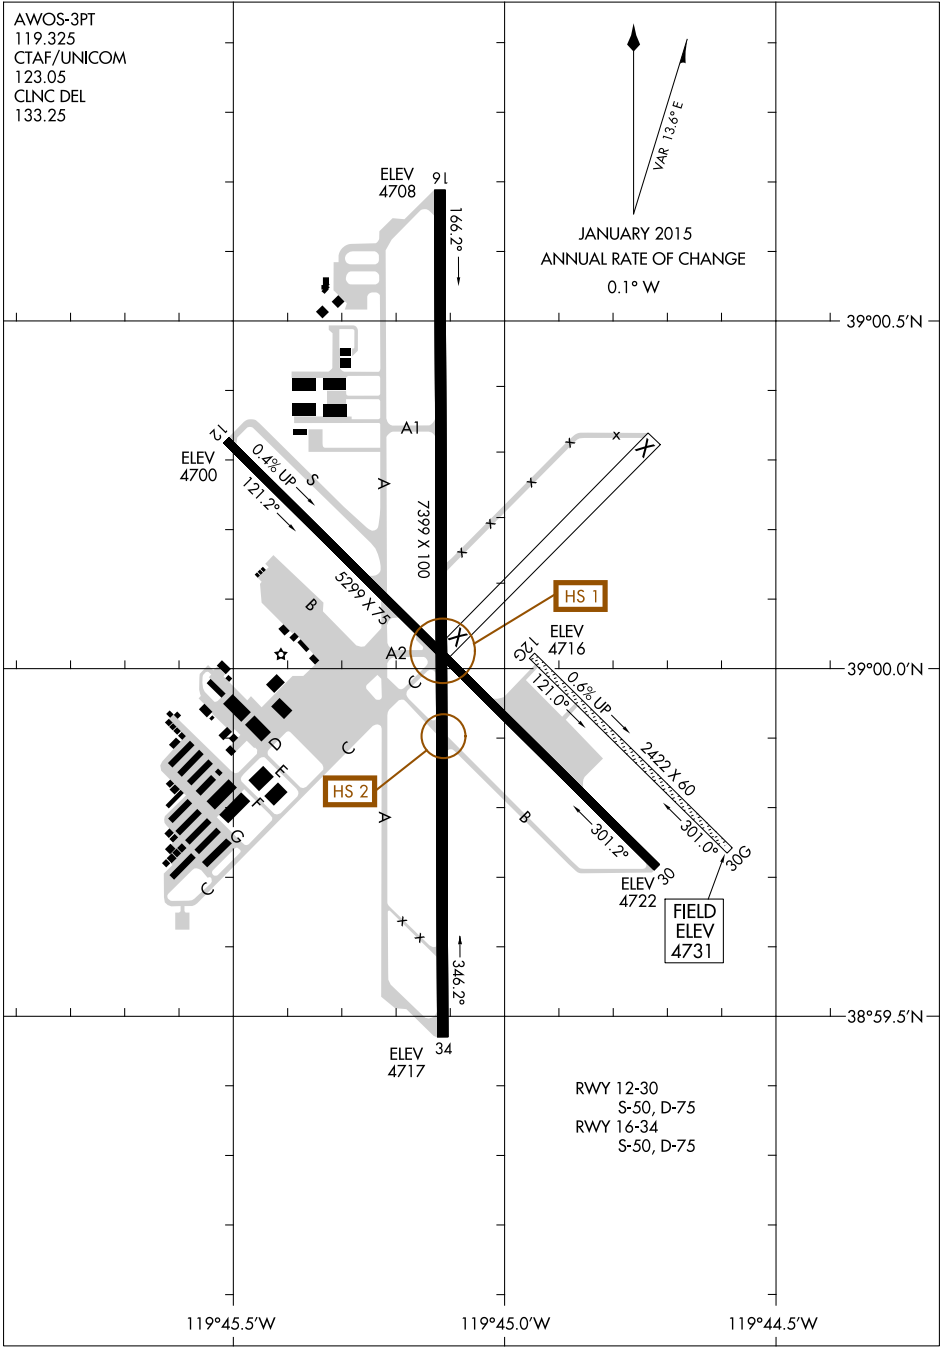 AWOS-3PT
119.325
CTAF/UNICOM
123.05
CLNC DEL
133.25
VAR 13.6° E
JANUARY 2015
ANNUAL RATE OF CHANGE
0.1° W
ELEV
4708
16
166.2°
39°00.5'N
A1
12
ELEV
4700
0.4% UP
121.2°
S
A
7399 X 100
X
5299 X 75
B
HS 1
X
A2
C
ELEV
4716
12G
39°00.0'N
0.6% UP
121.0°
2422 X 60
D
C
E
HS 2
F
G
A
B
301.2°
301.0°
30G
C
30
ELEV
4722
FIELD
ELEV
4731
x x x x x
x x
346.2°
38°59.5'N
ELEV
4717
34
RWY 12-30
S-50, D-75
RWY 16-34
S-50, D-75
119°45.5'W
119°45.0'W
119°44.5'W